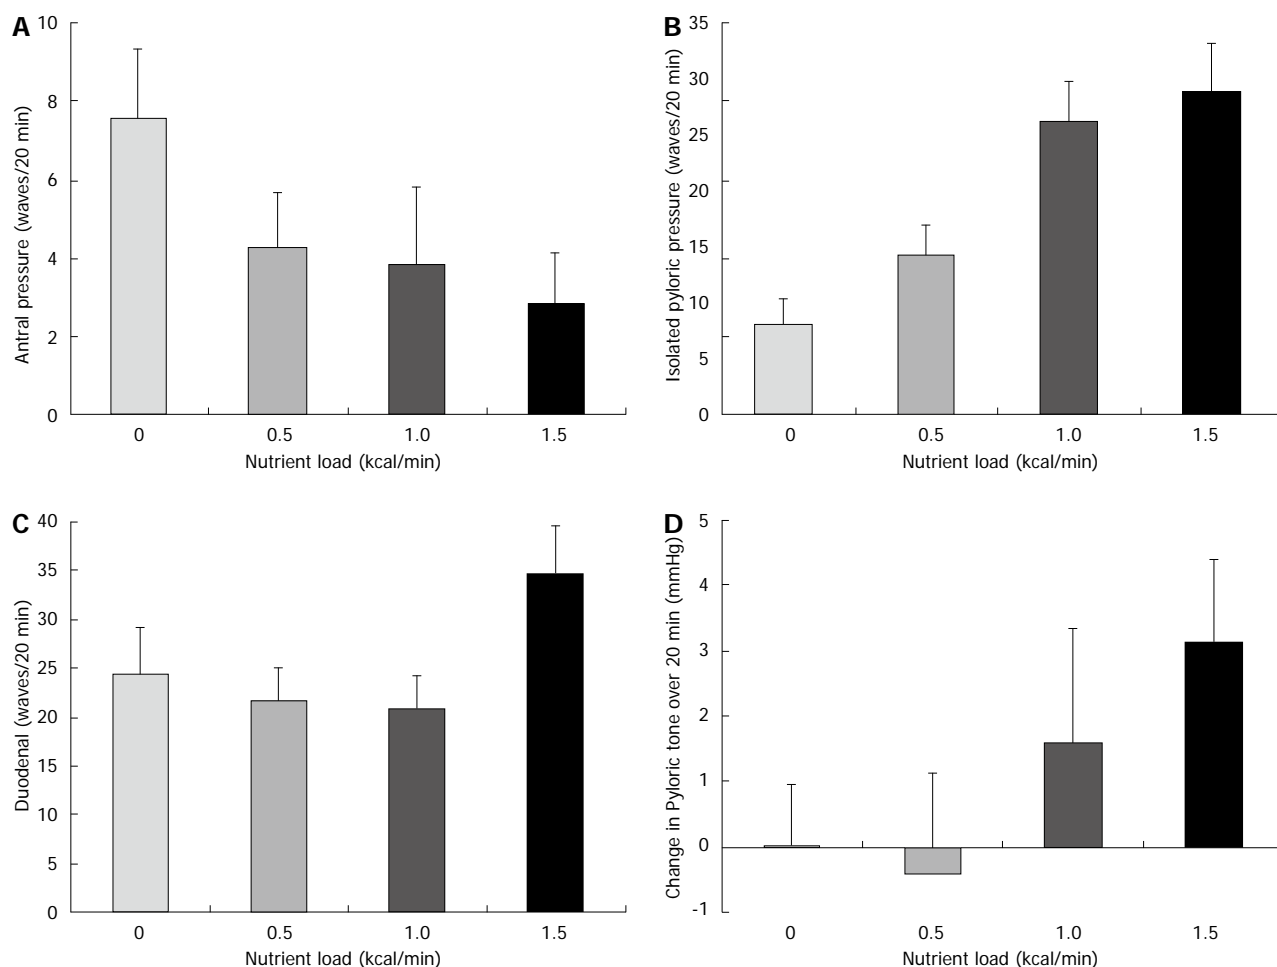 A
Antral pressure (waves/20 min)
10
8
6
4
2
0
0 0.5 1.0 1.5
Nutrient load (kcal/min)
B
Isolated pyloric pressure (waves/20 min)
35
30
25
20
15
10
5
0
0 0.5 1.0 1.5
Nutrient load (kcal/min)
C
Duodenal (waves/20 min)
40
35
30
25
20
15
10
5
0
0 0.5 1.0 1.5
Nutrient load (kcal/min)
D
Change in Pyloric tone over 20 min (mmHg)
5
4
3
2
1
0
-1
0 0.5 1.0 1.5
Nutrient load (kcal/min)